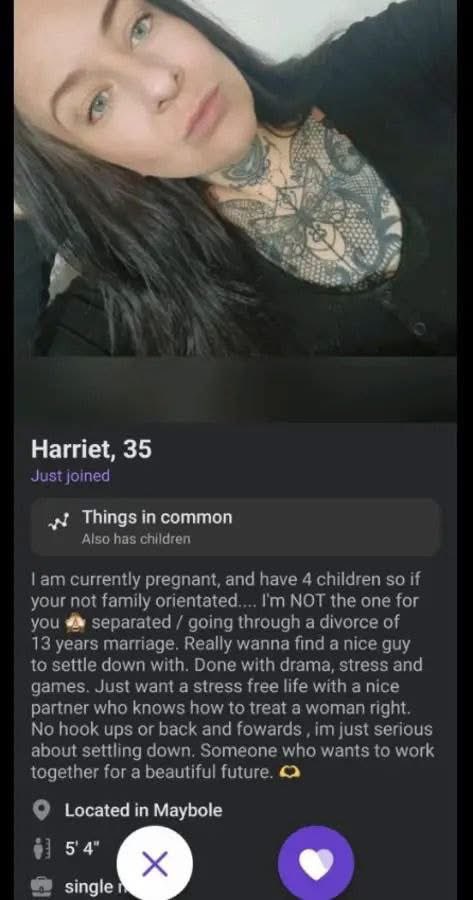 Harriet, 35
Just joined
Things in common
Also has children
I am currently pregnant, and have 4 children so if
your not family orientated.... I'm NOT the one for
you 🙈 separated / going through a divorce of
13 years marriage. Really wanna find a nice guy
to settle down with. Done with drama, stress and
games. Just want a stress free life with a nice
partner who knows how to treat a woman right.
No hook ups or back and fowards , im just serious
about settling down. Someone who wants to work
together for a beautiful future. 🫶
Located in Maybole
5' 4"
single